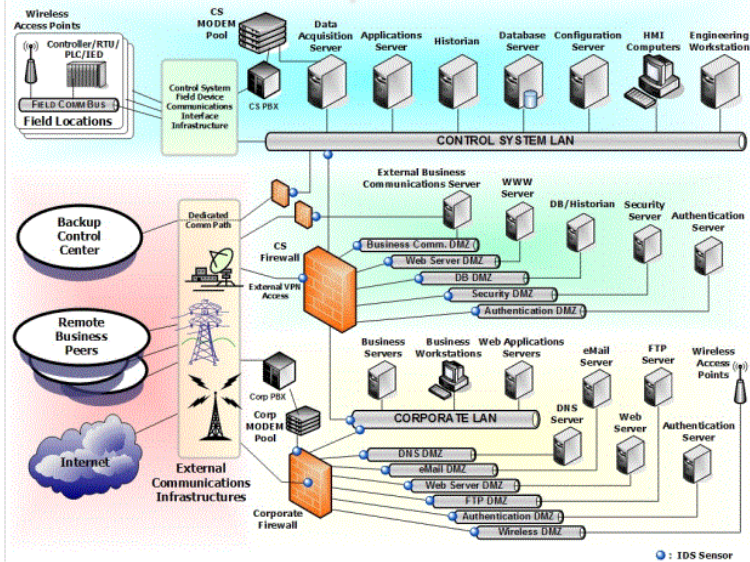 Wireless
Access Points
Controller/RTU/
PLC/IED
FIELD COMM BUS
Field Locations
Control System
Field Device
Communications
Interface
Infrastructure
CS
MODEM
Pool
CS PBX
Data
Acquisition
Server
Applications
Server
Historian
Database
Server
Configuration
Server
HMI
Computers
Engineering
Workstation
CONTROL SYSTEM LAN
External Business
Communications Server
WWW
Server
DB/Historian
Security
Server
Authentication
Server
Backup
Control
Center
Dedicated
Comm Path
CS
Firewall
External VPN
Access
Business Comm. DMZ
Web Server DMZ
DB DMZ
Security DMZ
Authentication DMZ
Remote
Business
Peers
Internet
External
Communications
Infrastructures
Corp PBX
Corp
MODEM
Pool
Corporate
Firewall
Business
Servers
Business
Workstations
Web Applications
Servers
eMail
Server
FTP
Server
Wireless
Access
Points
CORPORATE LAN
DNS
Server
Web
Server
Authentication
Server
DNS DMZ
eMail DMZ
Web Server DMZ
FTP DMZ
Authentication DMZ
Wireless DMZ
: IDS Sensor